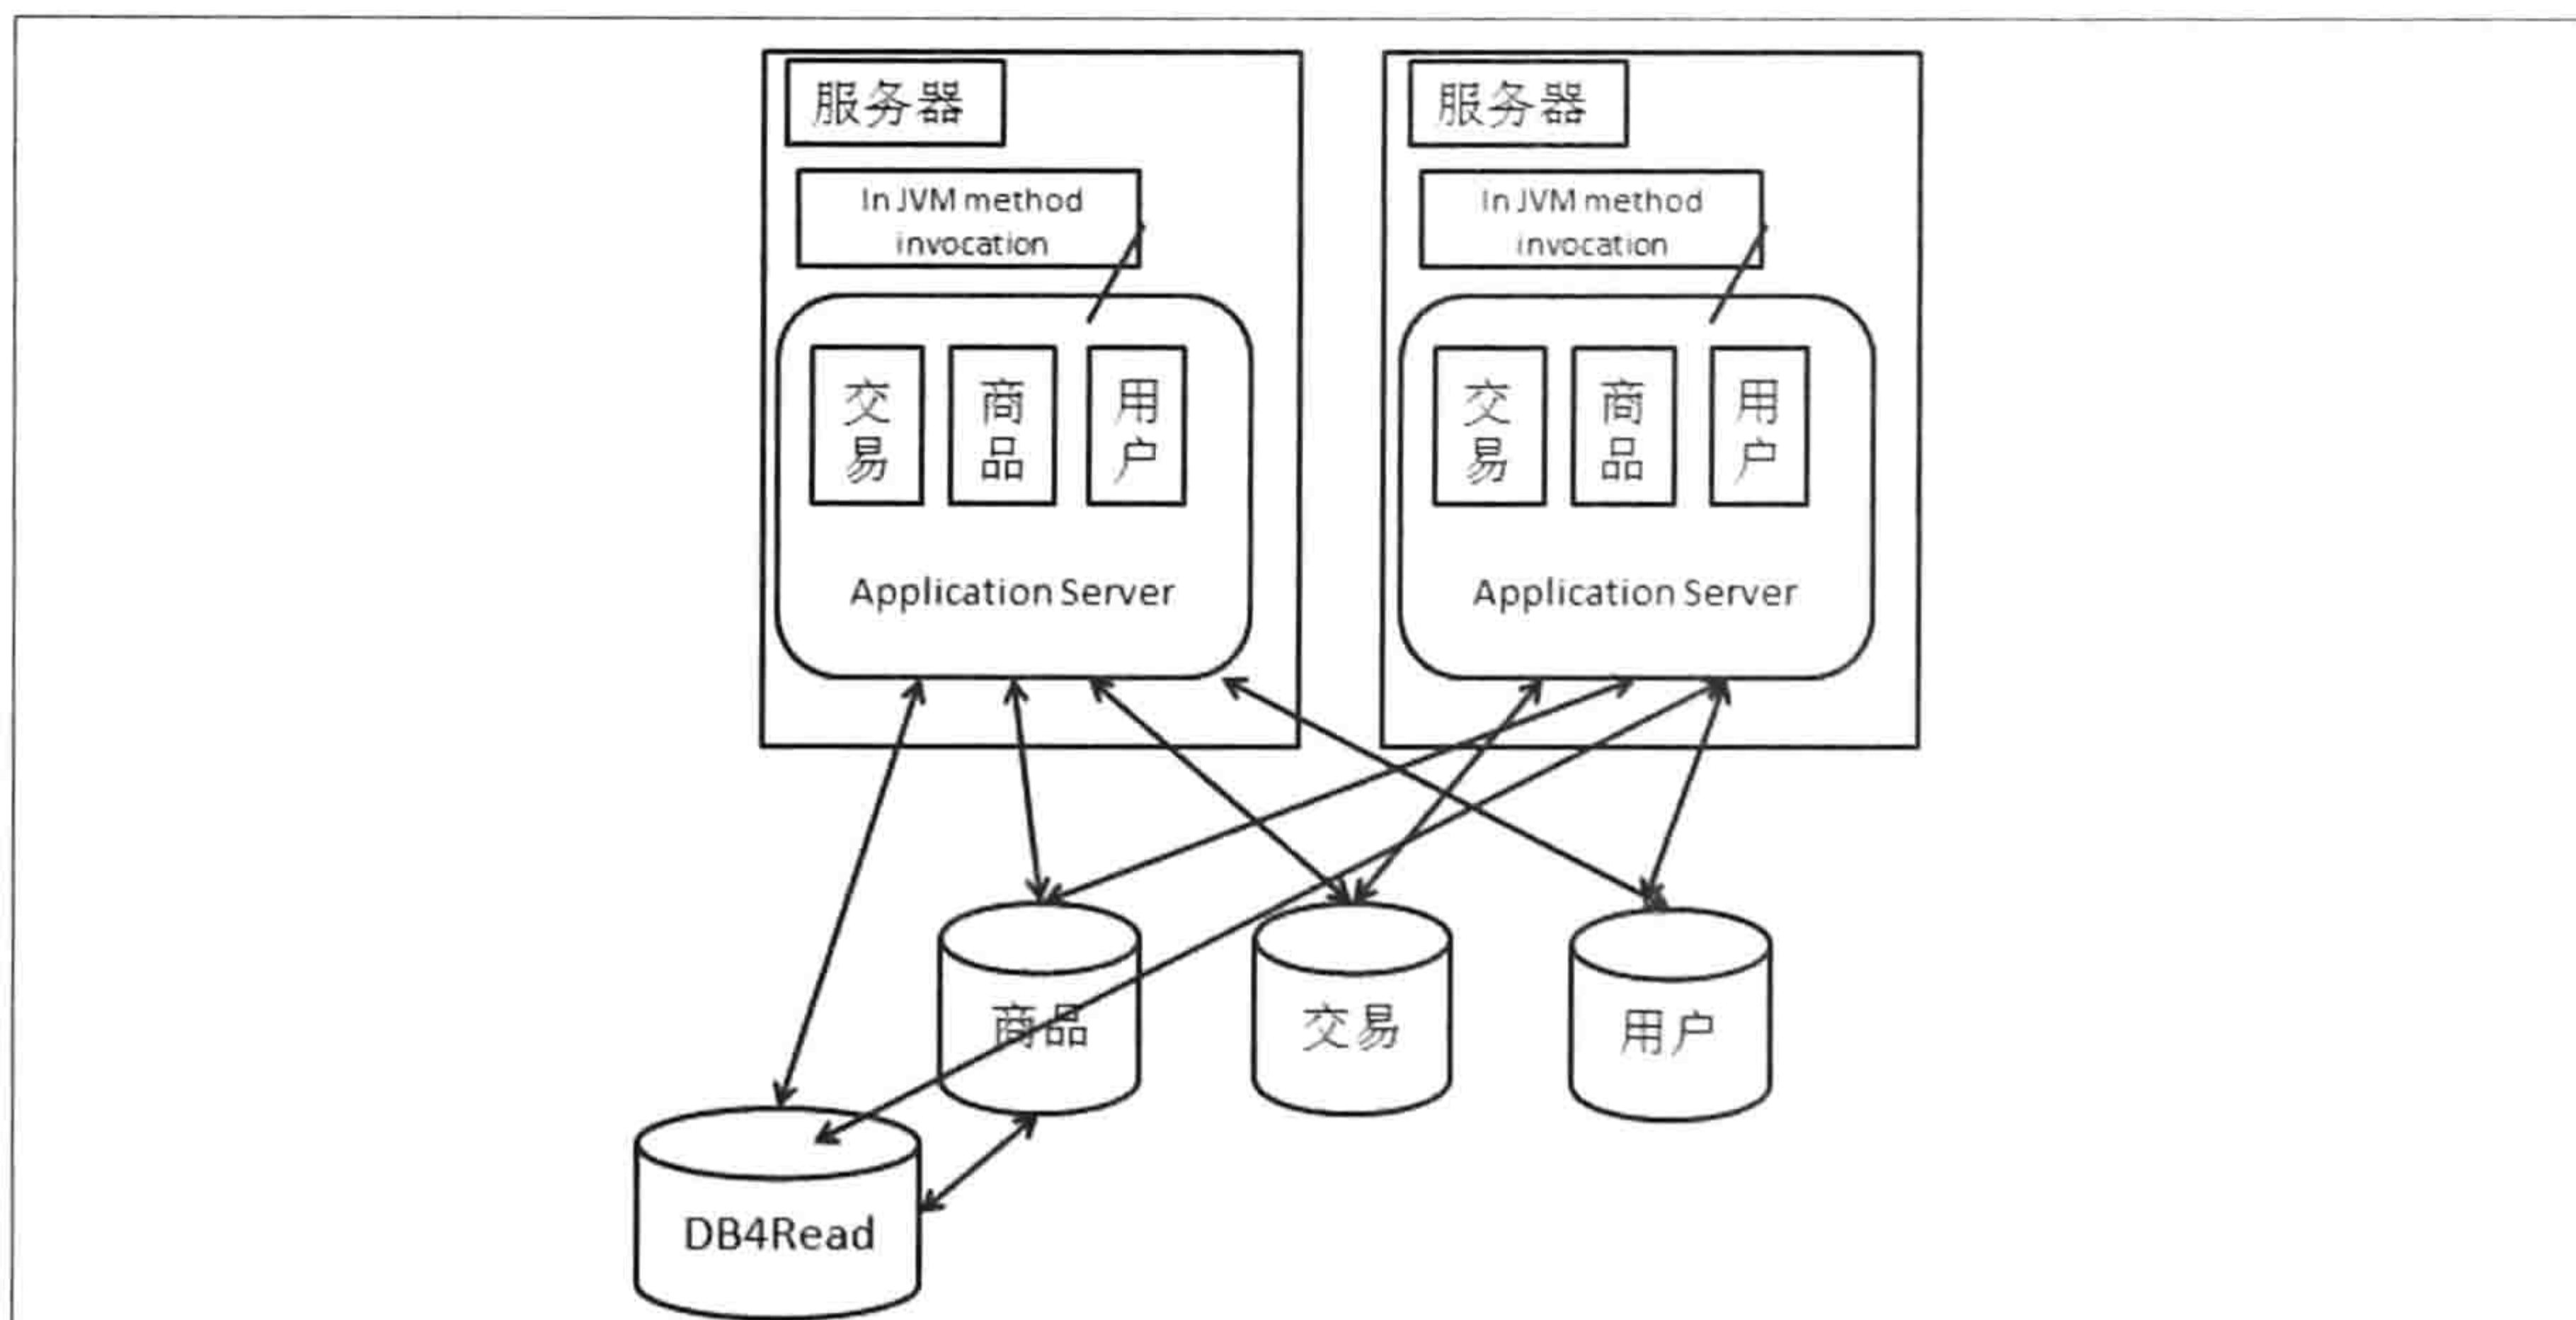 服务器
In JVM method
invocation
交易
商品
用户
Application Server
服务器
In JVM method
invocation
交易
商品
用户
Application Server
商品
交易
用户
DB4Read